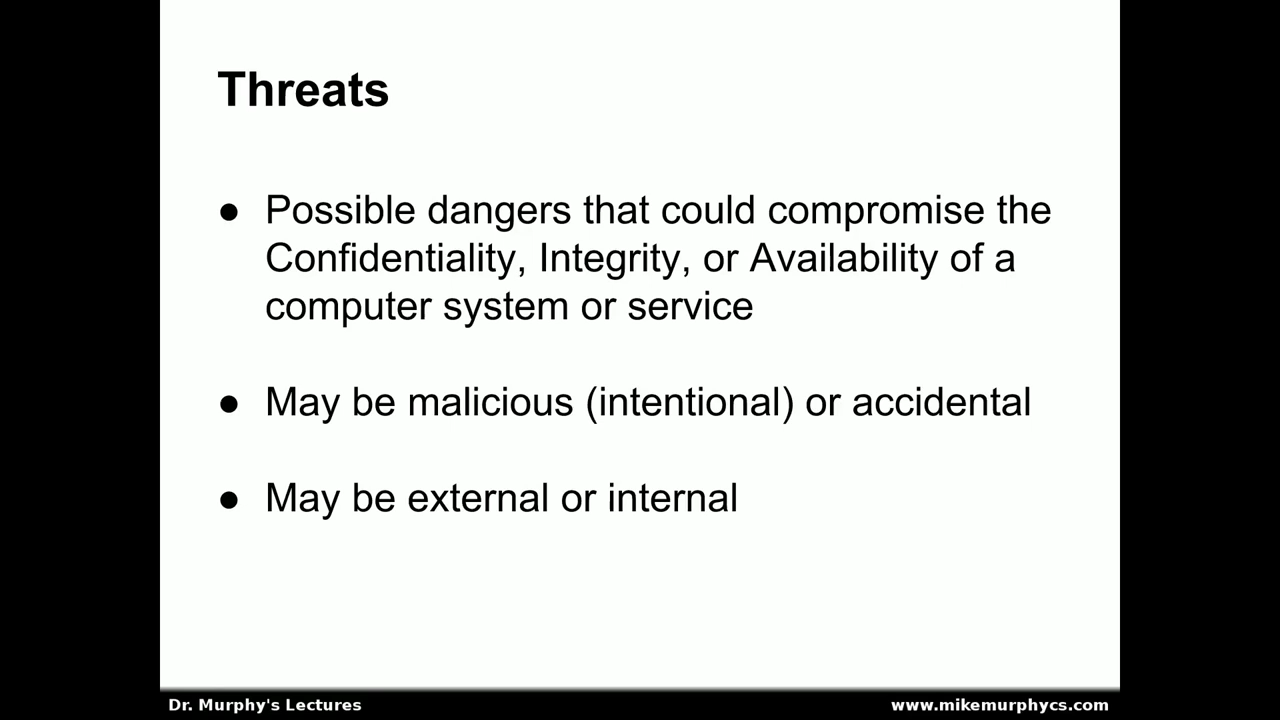 Threats
● Possible dangers that could compromise the
Confidentiality, Integrity, or Availability of a
computer system or service
● May be malicious (intentional) or accidental
● May be external or internal
Dr. Murphy's Lectures
www.mikemurphycs.com